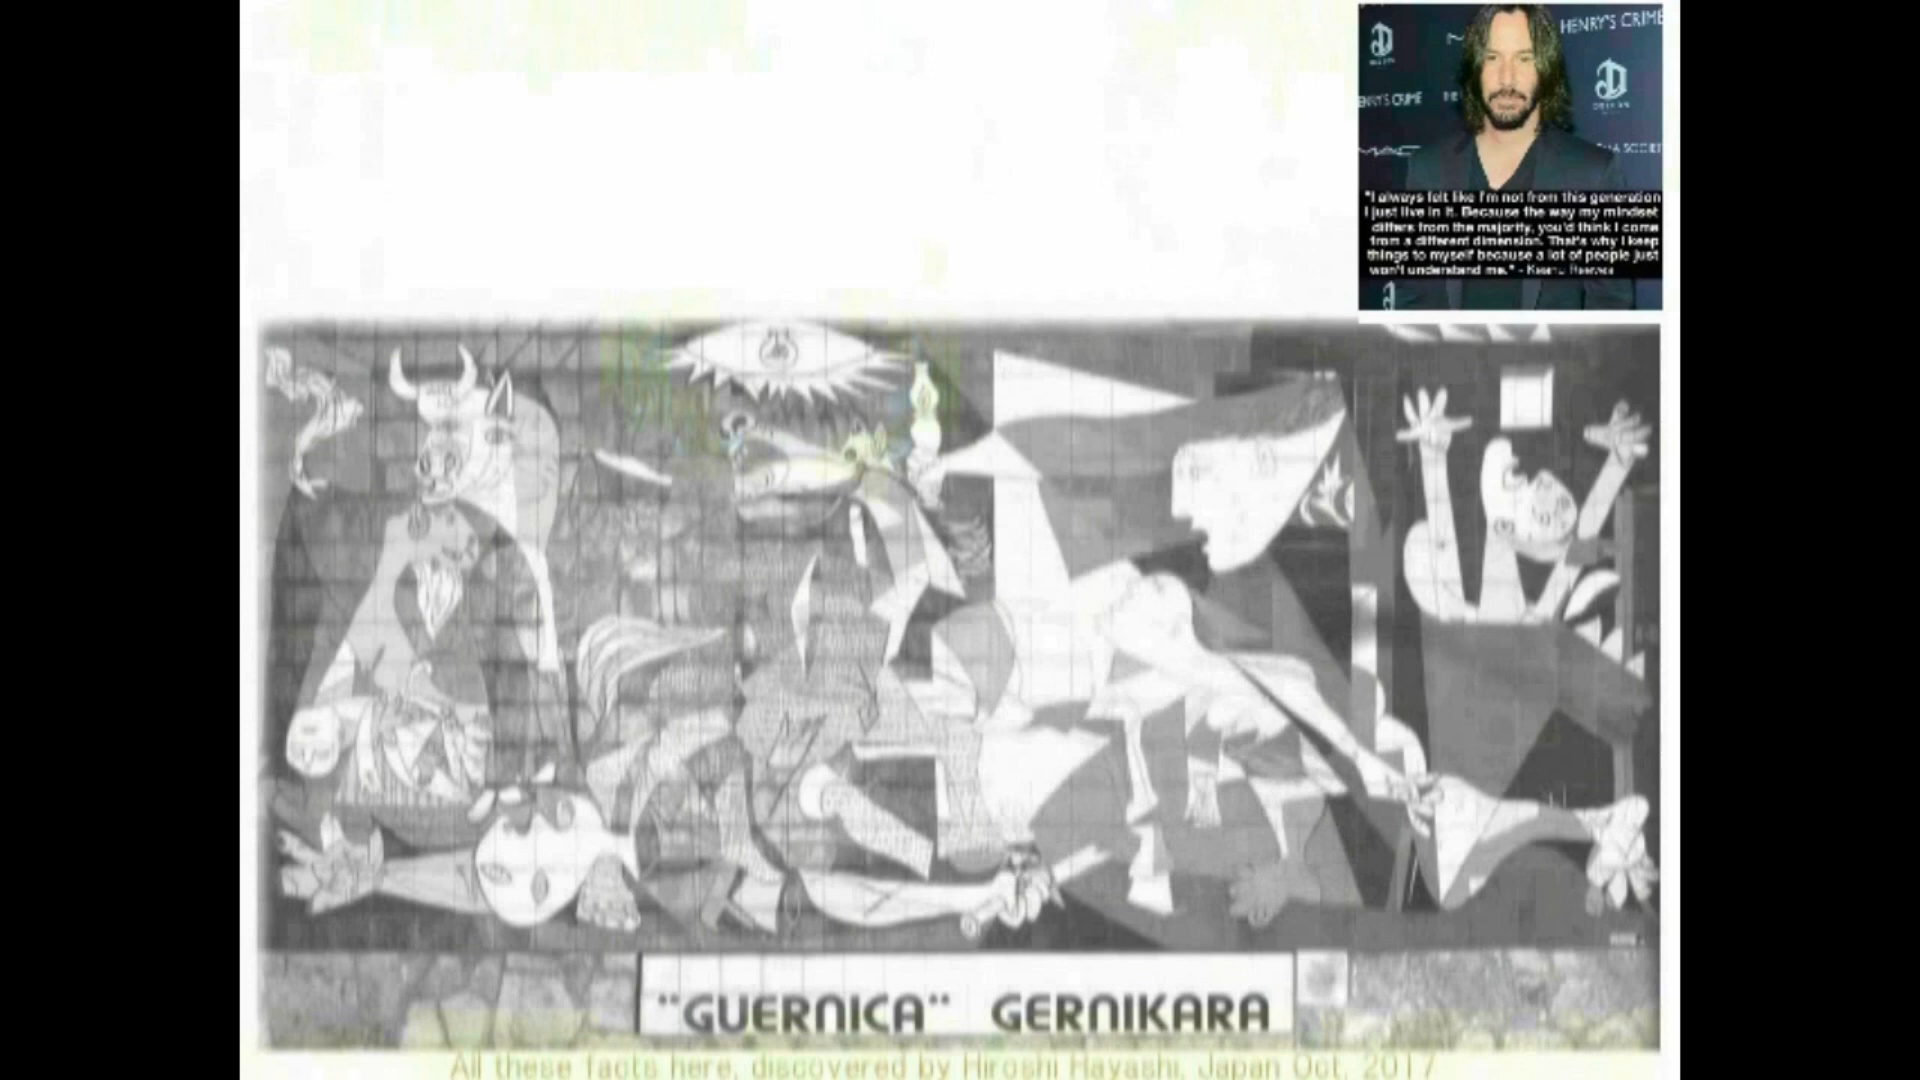 HENRY'S CRIME
ENRY'S CRIME
MAC
"I always felt like I'm not from this generation
I just live in it. Because the way my mindset
differs from the majority, you'd think I come
from a different dimension. That's why I keep
things to myself because a lot of people just
won't understand me." - Keanu Reeves
"GUERNICA" GERNIKARA
All these facts here, discovered by Hiroshi Hayashi, Japan Oct. 2017